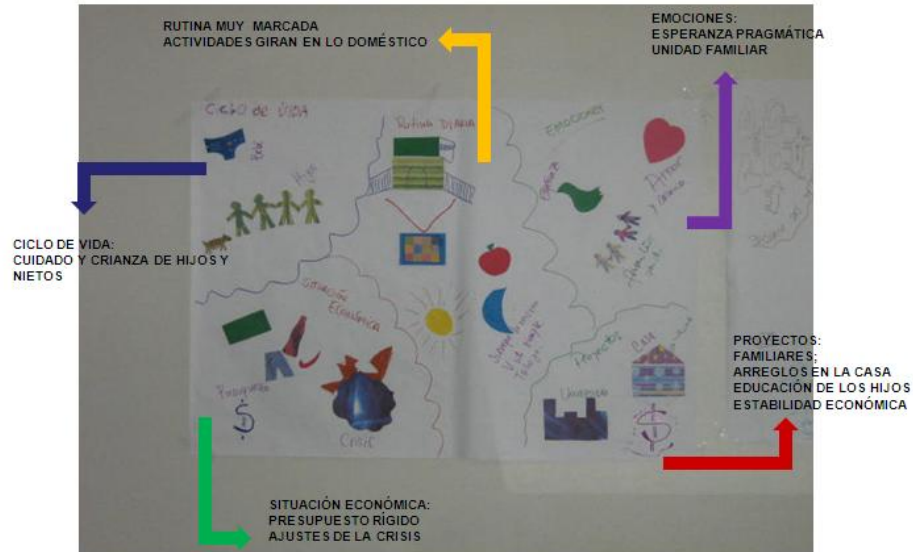 RUTINA MUY MARCADA
ACTIVIDADES GIRAN EN LO DOMÉSTICO
EMOCIONES:
ESPERANZA PRAGMÁTICA
UNIDAD FAMILIAR
CICLO DE VIDA
RUTINA DIARIA
EMOCIONES
Hijos
Amor
CICLO DE VIDA:
CUIDADO Y CRIANZA DE HIJOS Y
NIETOS
SITUACIÓN
ECONÓMICA
Proyectos
Casa
Presupuesto
$
Crisis
$
PROYECTOS:
FAMILIARES;
ARREGLOS EN LA CASA
EDUCACIÓN DE LOS HIJOS
ESTABILIDAD ECONÓMICA
SITUACIÓN ECONÓMICA:
PRESUPUESTO RÍGIDO
AJUSTES DE LA CRISIS